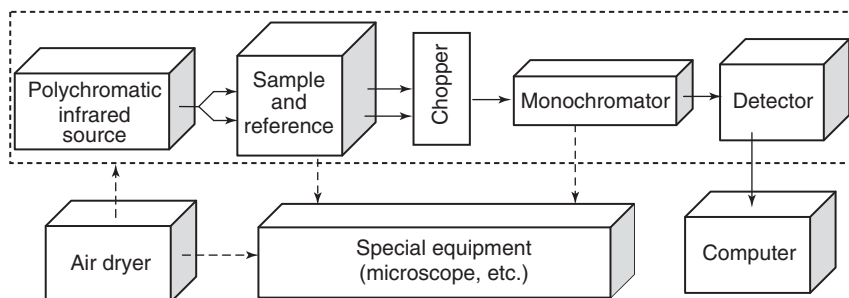 Polychromatic
infrared
source
Sample
and
reference
Chopper
Monochromator
Detector
Air dryer
Special equipment
(microscope, etc.)
Computer